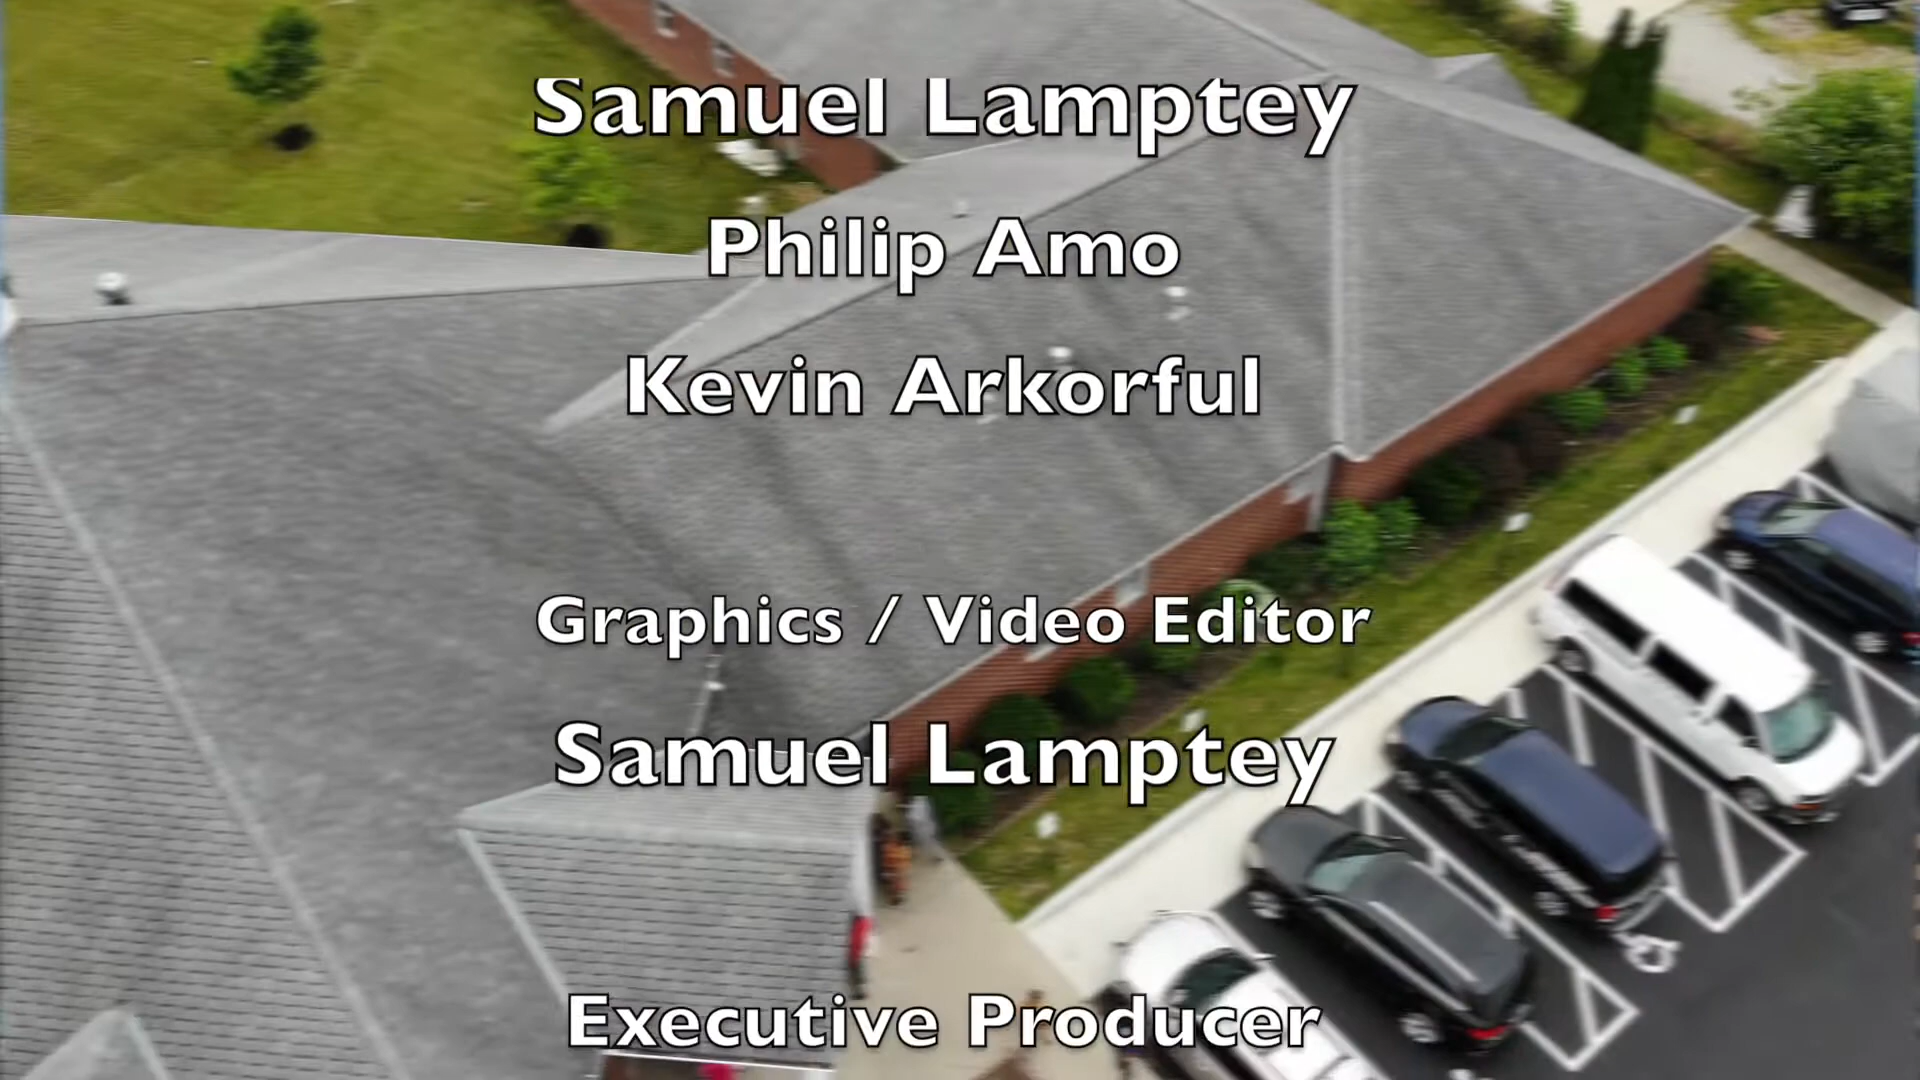 Samuel Lamptey
Philip Amo
Kevin Arkorful
Graphics / Video Editor
Samuel Lamptey
Executive Producer